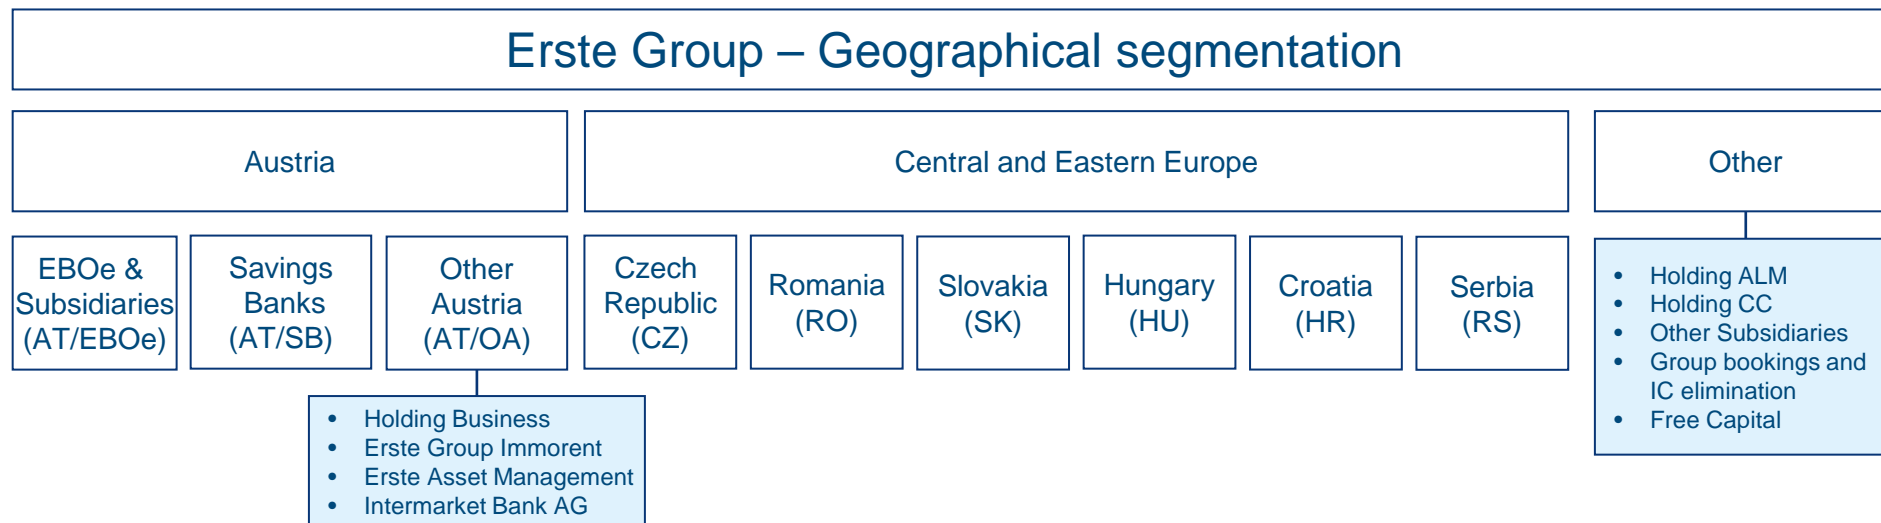 Erste Group – Geographical segmentation
Austria
Central and Eastern Europe
Other
EBOe &
Subsidiaries
(AT/EBOe)
Savings
Banks
(AT/SB)
Other
Austria
(AT/OA)
Czech
Republic
(CZ)
Romania
(RO)
Slovakia
(SK)
Hungary
(HU)
Croatia
(HR)
Serbia
(RS)
• Holding ALM
• Holding CC
• Other Subsidiaries
• Group bookings and
IC elimination
• Free Capital
• Holding Business
• Erste Group Immorent
• Erste Asset Management
• Intermarket Bank AG